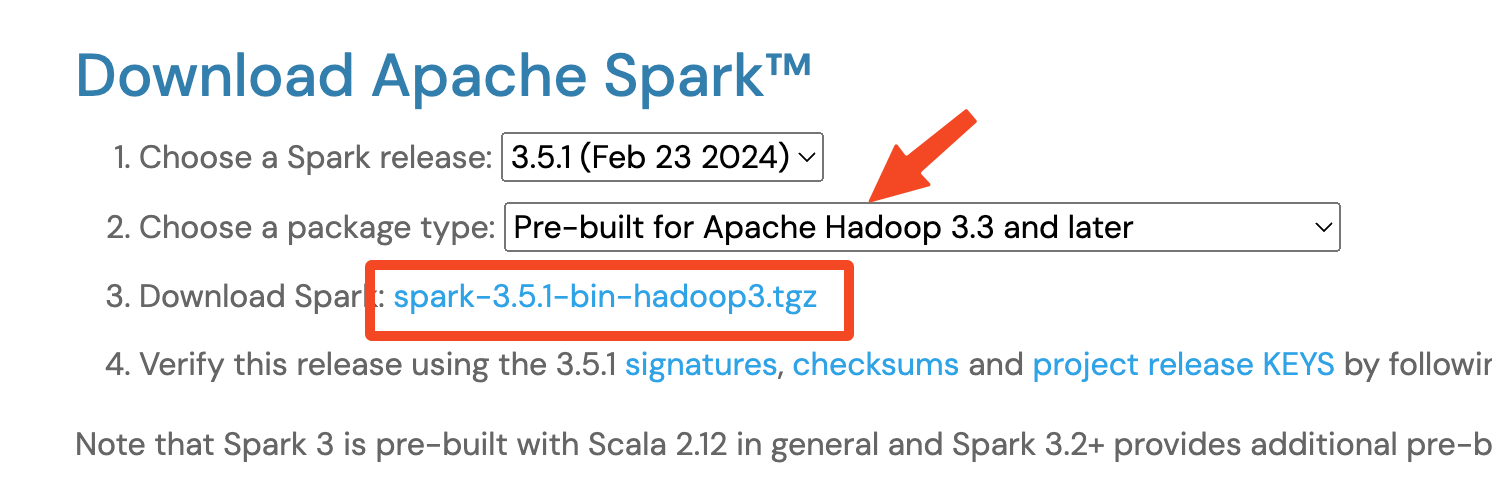 Download Apache Spark™
1. Choose a Spark release: 3.5.1 (Feb 23 2024)
2. Choose a package type: Pre-built for Apache Hadoop 3.3 and later
3. Download Spark: spark-3.5.1-bin-hadoop3.tgz
4. Verify this release using the 3.5.1 signatures, checksums and project release KEYS by followin
Note that Spark 3 is pre-built with Scala 2.12 in general and Spark 3.2+ provides additional pre-b